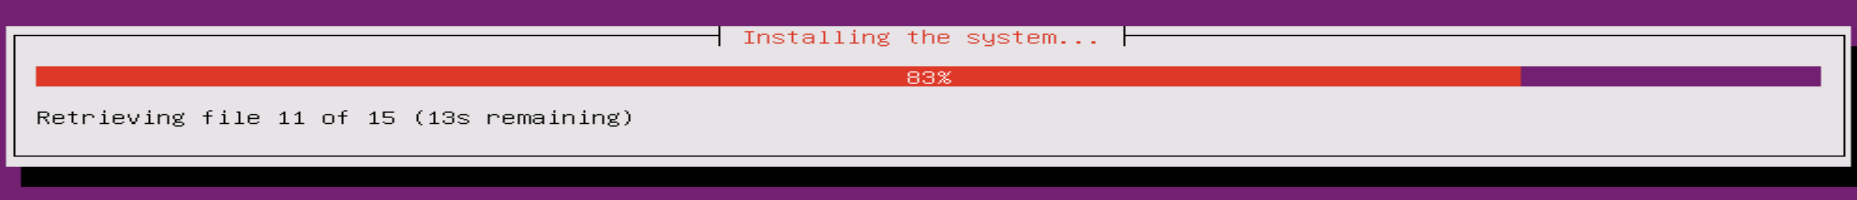 Installing the system...
83%
Retrieving file 11 of 15 (13s remaining)